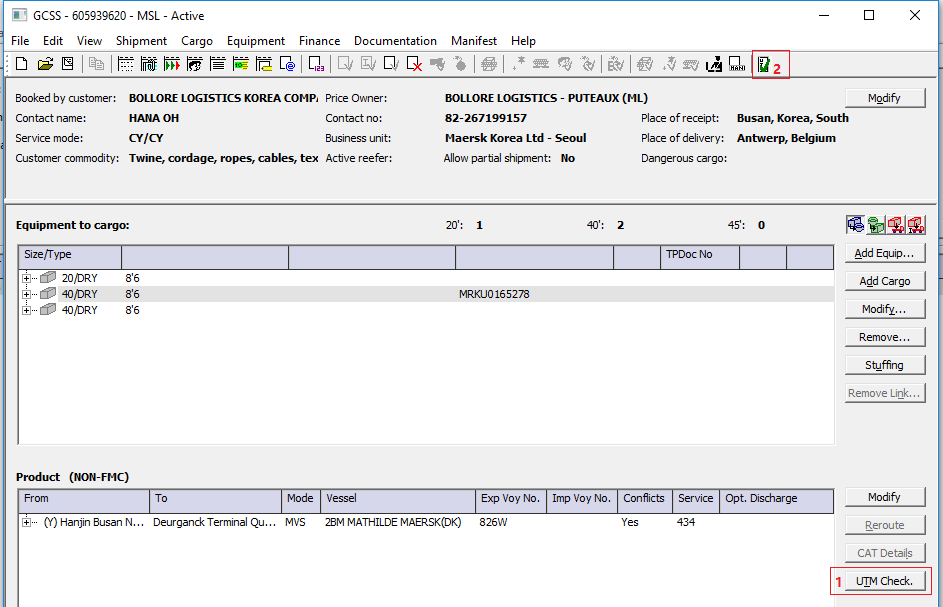 GCSS - 605939620 - MSL - Active
File Edit View Shipment Cargo Equipment Finance Documentation Manifest Help
2
Booked by customer: BOLLORE LOGISTICS KOREA COMP Price Owner: BOLLORE LOGISTICS - PUTEAUX (ML) Modify
Contact name: HANA OH Contact no: 82-267199157 Place of receipt: Busan, Korea, South
Service mode: CY/CY Business unit: Maersk Korea Ltd - Seoul Place of delivery: Antwerp, Belgium
Customer commodity: Twine, cordage, ropes, cables, tex Active reefer: Allow partial shipment: No Dangerous cargo:
Equipment to cargo: 20': 1 40': 2 45': 0
Size/Type TPDoc No
Add Equip...
20/DRY 8'6
Add Cargo
40/DRY 8'6 MRKU0165278
40/DRY 8'6
Modify...
Remove...
Stuffing
Remove Link...
Product (NON-FMC)
From To Mode Vessel Exp Voy No. Imp Voy No. Conflicts Service Opt. Discharge
Modify
(Y) Hanjin Busan N... Deurganck Terminal Qu... MVS 2BM MATHILDE MAERSK(DK) 826W Yes 434
Reroute
CAT Details
1 UTM Check.